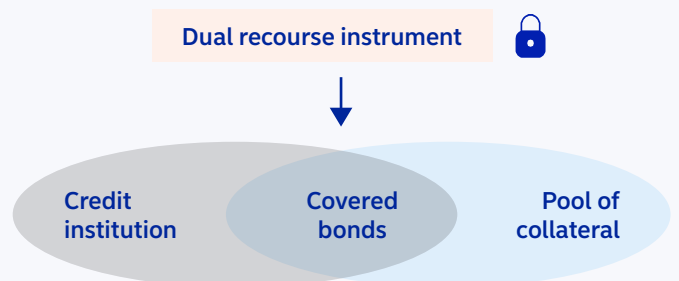 Dual recourse instrument
Credit
institution
Covered
bonds
Pool of
collateral